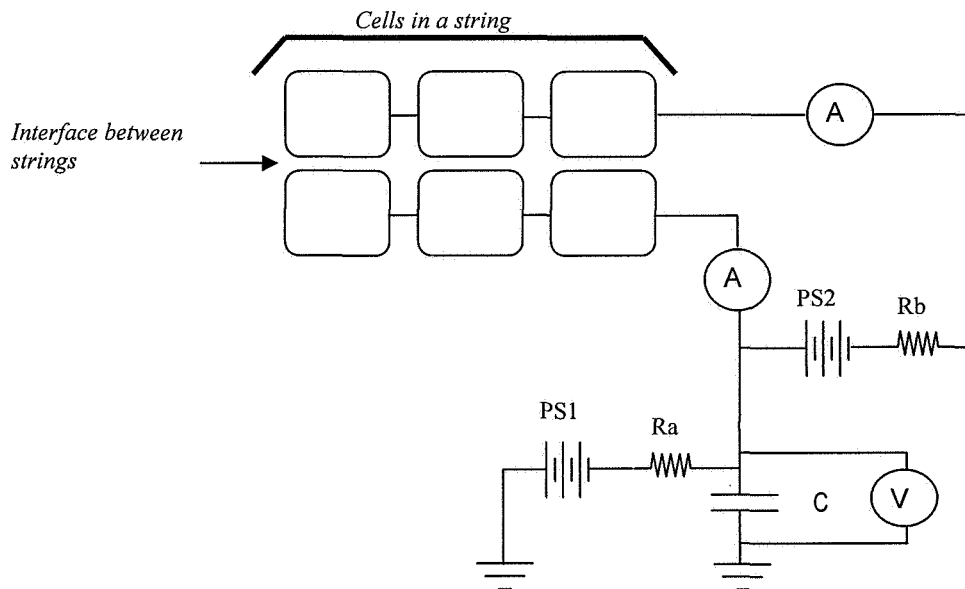 Cells in a string
A
Interface between
strings
A
PS2
Rb
PS1
Ra
C
V